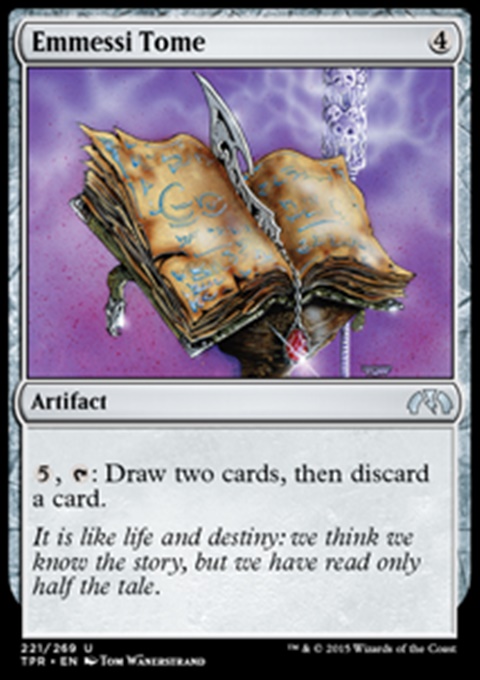 Emmessi Tome 4
Artifact
5, T: Draw two cards, then discard
a card.
It is like life and destiny: we think we
know the story, but we have read only
half the tale.
221/269 U
TPR • EN Tom Wänerstrand
™ & © 2015 Wizards of the Coast